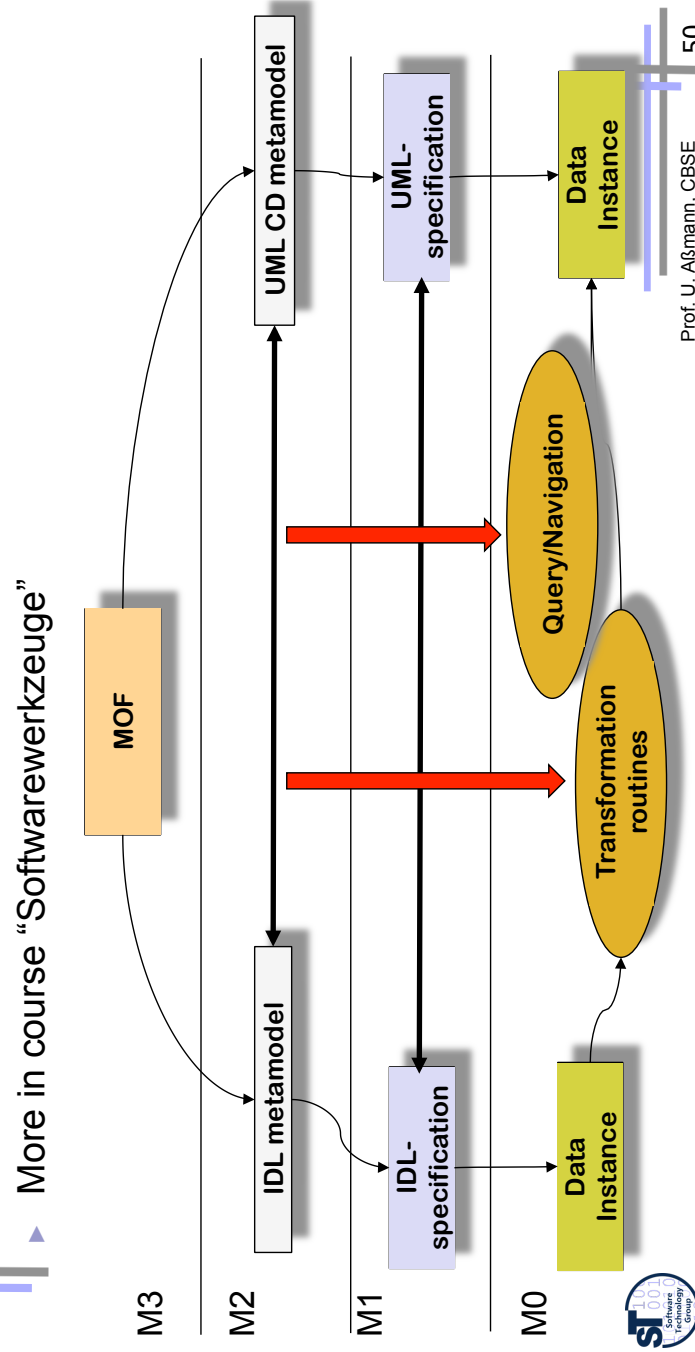 More in course “Softwarewerkzeuge”
M3
MOF
M2
IDL metamodel
UML CD metamodel
M1
IDL-
specification
UML-
specification
M0
Data
Instance
Transformation
routines
Query/Navigation
Data
Instance
ST
Software
Technology
Group
Prof. U. Aßmann, CBSE
50